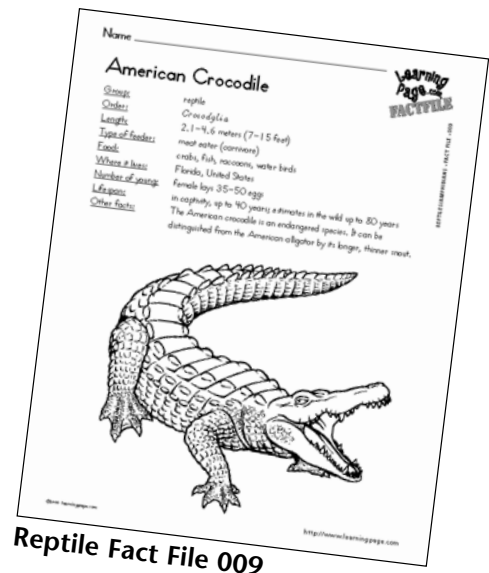 Name
Learning
Page.com
FACTFILE
American Crocodile
Group: reptile
Order: Crocodylia
Length: 2.1-4.6 meters (7-15 feet)
Type of feeder: meat eater (carnivore)
Food: crabs, fish, raccoons, water birds
Where it lives: Florida, United States
Number of young: female lays 35-50 eggs
Lifespan: in captivity, up to 40 years; estimates in the wild up to 80 years
Other facts: The American crocodile is an endangered species. It can be
distinguished from the American alligator by its longer, thinner snout.
FACT FILE - 009
http://www.learningpage.com
Reptile Fact File 009